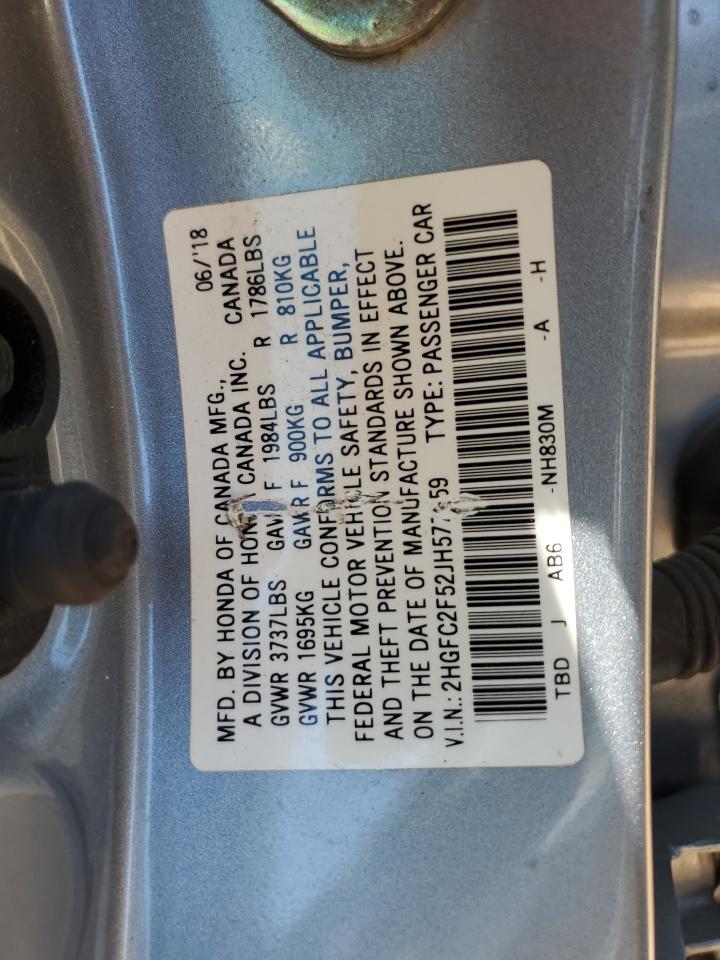 06/'18
MFD. BY HONDA OF CANADA MFG.,
A DIVISION OF CANADA INC. CANADA
GVWR 3737LBS GAWR F 1984LBS R 1786LBS
GVWR 1695KG GAWR F 900KG R 810KG
THIS VEHICLE CONFORMS TO ALL APPLICABLE
FEDERAL MOTOR VEHICLE SAFETY, BUMPER,
AND THEFT PREVENTION STANDARDS IN EFFECT
ON THE DATE OF MANUFACTURE SHOWN ABOVE.
V.I.N.: TYPE: PASSENGER CAR
TBD J AB6 -NH830M -A -H